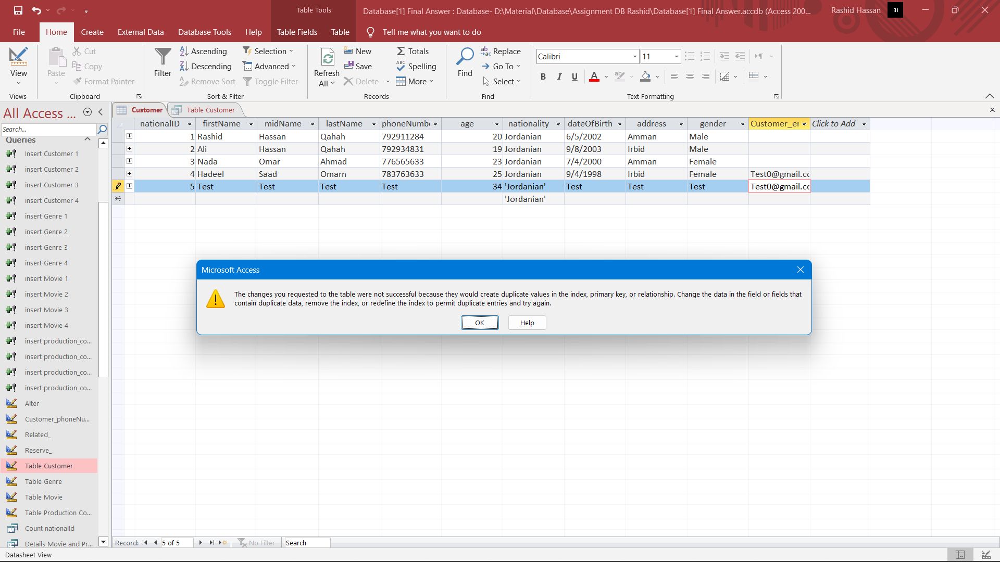 Table Tools
Database[1] Final Answer : Database- D:\Material\Database\Assignment DB Rashid\Database[1] Final Answer.accdb (Access 200...
Rashid Hassan
File Home Create External Data Database Tools Help Table Fields Table Tell me what you want to do
View
Views
Paste
Cut
Copy
Format Painter
Clipboard
Filter
Ascending
Descending
Remove Sort
Selection
Advanced
Toggle Filter
Sort & Filter
Refresh All
New
Save
Delete
Totals
Spelling
More
Records
Find
Replace
Go To
Select
Find
Calibri 11
B I U A
Text Formatting
All Access ...
Search...
Queries
Insert Customer 1
insert Customer 2
insert Customer 3
insert Customer 4
insert Genre 1
insert Genre 2
insert Genre 3
insert Genre 4
insert Movie 1
insert Movie 2
insert Movie 3
insert Movie 4
insert production_co...
insert production_co...
insert production_co...
insert production_co...
Alter
Customer_phoneNu...
Related_
Reserve_
Table Customer
Table Genre
Table Movie
Table Production Co...
Count nationalId
Details Movie and Pr...
Customer Table Customer
nationalID firstName midName lastName phoneNumbe age nationality dateOfBirth address gender Customer_er Click to Add
1 Rashid Hassan Qahah 792911284 20 Jordanian 6/5/2002 Amman Male
2 Ali Hassan Qahah 792934831 19 Jordanian 9/8/2003 Irbid Male
3 Nada Omar Ahmad 776565633 23 Jordanian 7/4/2000 Amman Female
4 Hadeel Saad Omarn 783763633 25 Jordanian 9/4/1998 Irbid Female Test0@gmail.cc
5 Test Test Test Test 34 'Jordanian' Test Test Test Test0@gmail.cc
'Jordanian'
Microsoft Access
The changes you requested to the table were not successful because they would create duplicate values in the index, primary key, or relationship. Change the data in the field or fields that
contain duplicate data, remove the index, or redefine the index to permit duplicate entries and try again.
OK Help
Record: 5 of 5 No Filter Search
Datasheet View